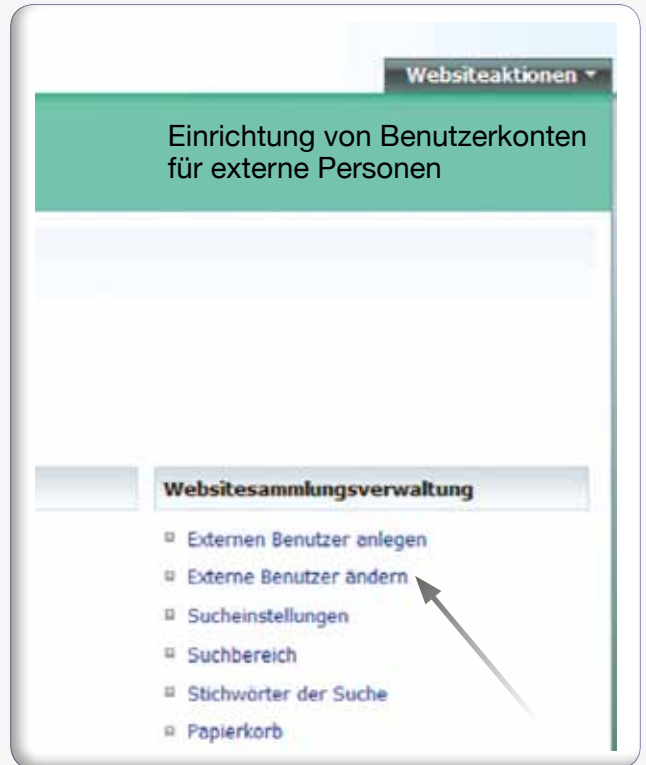 Websiteaktionen
Einrichtung von Benutzerkonten
für externe Personen
Websitesammlungsverwaltung
Externen Benutzer anlegen
Externe Benutzer ändern
Sucheinstellungen
Suchbereich
Stichwörter der Suche
Papierkorb